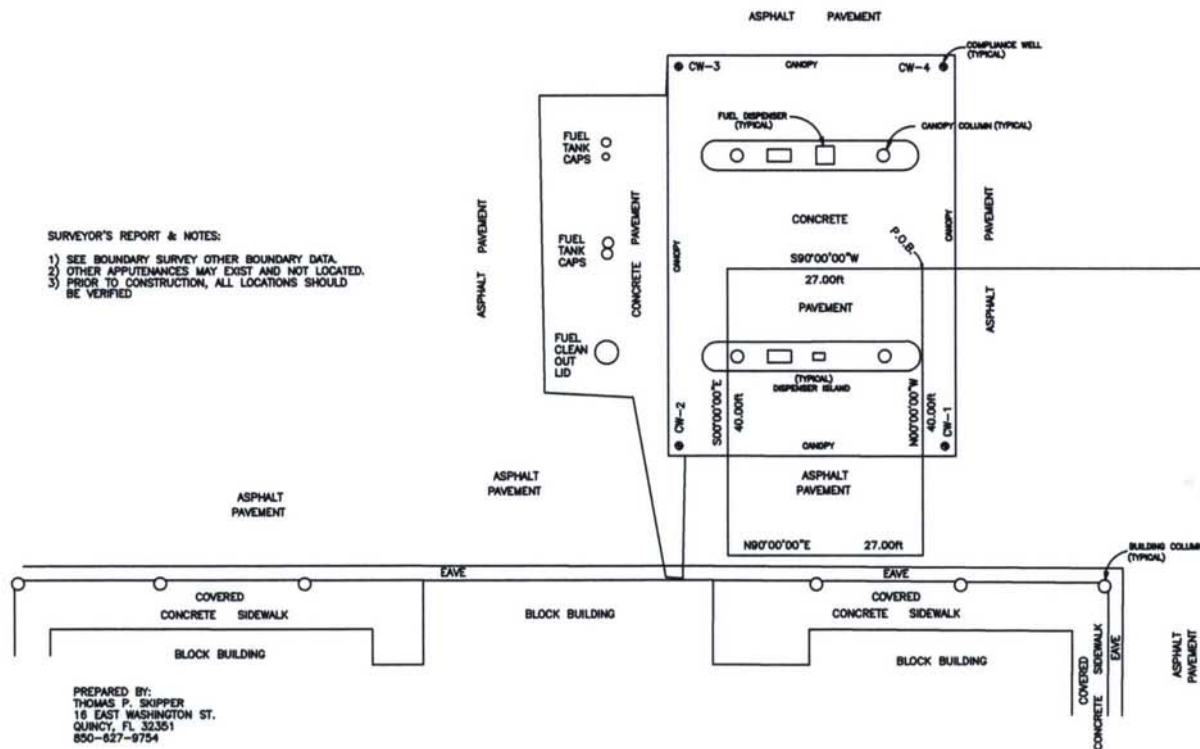 ASPHALT PAVEMENT
COMPLIANCE WELL
(TYPICAL)
CW-3
CANOPY
CW-4
FUEL DISPENSER
(TYPICAL)
CANOPY COLUMN (TYPICAL)
FUEL
TANK
CAPS
ASPHALT PAVEMENT
CONCRETE PAVEMENT
CANOPY
CONCRETE
P.O.B.
CANOPY
ASPHALT PAVEMENT
SURVEYOR'S REPORT & NOTES:
1) SEE BOUNDARY SURVEY OTHER BOUNDARY DATA.
2) OTHER APPUTENANCES MAY EXIST AND NOT LOCATED.
3) PRIOR TO CONSTRUCTION, ALL LOCATIONS SHOULD
BE VERIFIED
FUEL
TANK
CAPS
S90°00'00"W
27.00ft
PAVEMENT
FUEL
CLEAN
OUT
LID
(TYPICAL)
DISPENSER ISLAND
CW-2
S00°00'00"E
40.00ft
N00°00'00"W
40.00ft
CW-1
CANOPY
ASPHALT
PAVEMENT
ASPHALT
PAVEMENT
ASPHALT
PAVEMENT
N90°00'00"E 27.00ft
BUILDING COLUMN
(TYPICAL)
EAVE
EAVE
COVERED
CONCRETE SIDEWALK
BLOCK BUILDING
BLOCK BUILDING
COVERED
CONCRETE SIDEWALK
BLOCK BUILDING
COVERED
CONCRETE SIDEWALK
EAVE
ASPHALT
PAVEMENT
PREPARED BY:
THOMAS P. SKIPPER
16 EAST WASHINGTON ST.
QUINCY, FL 32351
850-627-9754